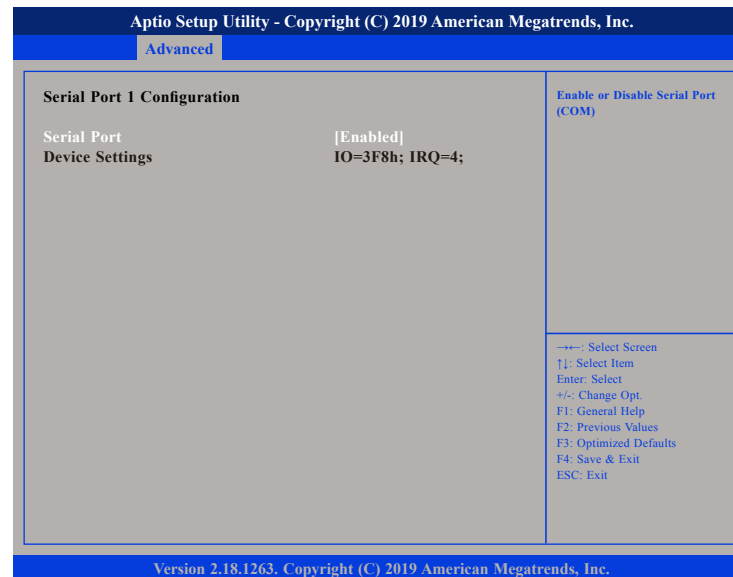 Aptio Setup Utility - Copyright (C) 2019 American Megatrends, Inc.
Advanced
Serial Port 1 Configuration
Serial Port [Enabled]
Device Settings IO=3F8h; IRQ=4;
Enable or Disable Serial Port
(COM)
→←: Select Screen
↑↓: Select Item
Enter: Select
+/-: Change Opt.
F1: General Help
F2: Previous Values
F3: Optimized Defaults
F4: Save & Exit
ESC: Exit
Version 2.18.1263. Copyright (C) 2019 American Megatrends, Inc.